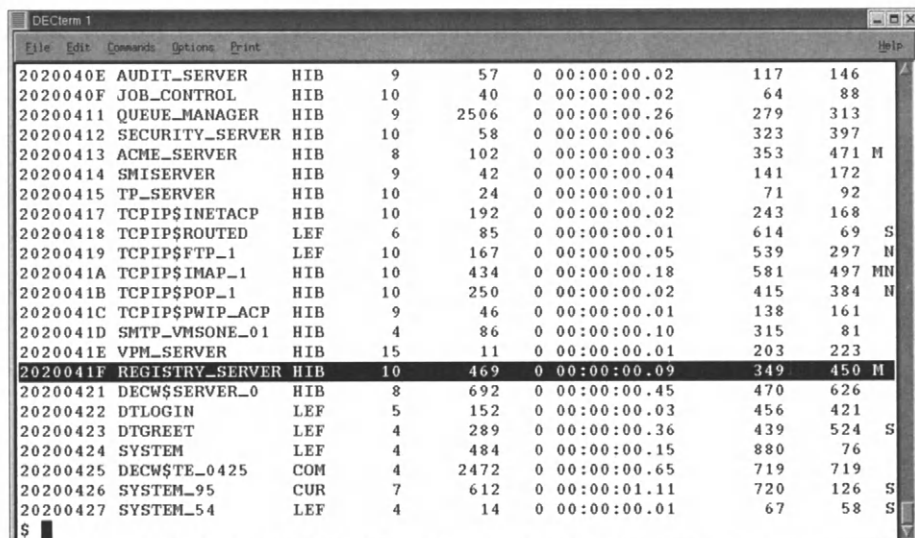 DECterm 1
File Edit Commands Options Print Help
2020040E AUDIT_SERVER HIB 9 57 0 00:00:00.02 117 146
2020040F JOB_CONTROL HIB 10 40 0 00:00:00.02 64 88
20200411 QUEUE_MANAGER HIB 9 2506 0 00:00:00.26 279 313
20200412 SECURITY_SERVER HIB 10 58 0 00:00:00.06 323 397
20200413 ACME_SERVER HIB 8 102 0 00:00:00.03 353 471 M
20200414 SMISERVER HIB 9 42 0 00:00:00.04 141 172
20200415 TP_SERVER HIB 10 24 0 00:00:00.01 71 92
20200417 TCPIP$INETACP HIB 10 192 0 00:00:00.02 243 168
20200418 TCPIP$ROUTED LEF 6 85 0 00:00:00.01 614 69 S
20200419 TCPIP$FTP_1 LEF 10 167 0 00:00:00.05 539 297 N
2020041A TCPIP$IMAP_1 HIB 10 434 0 00:00:00.18 581 497 MN
2020041B TCPIP$POP_1 HIB 10 250 0 00:00:00.02 415 384 N
2020041C TCPIP$PWIP_ACP HIB 9 46 0 00:00:00.01 138 161
2020041D SMTP_VMSONE_01 HIB 4 86 0 00:00:00.10 315 81
2020041E VPM_SERVER HIB 15 11 0 00:00:00.01 203 223
2020041F REGISTRY_SERVER HIB 10 469 0 00:00:00.09 349 450 M
20200421 DECW$SERVER_0 HIB 8 692 0 00:00:00.45 470 626
20200422 DTLOGIN LEF 5 152 0 00:00:00.03 456 421
20200423 DTGREET LEF 4 289 0 00:00:00.36 439 524 S
20200424 SYSTEM LEF 4 484 0 00:00:00.15 880 76
20200425 DECW$TE_0425 COM 4 2472 0 00:00:00.65 719 719
20200426 SYSTEM_95 CUR 7 612 0 00:00:01.11 720 126 S
20200427 SYSTEM_54 LEF 4 14 0 00:00:00.01 67 58 S
$